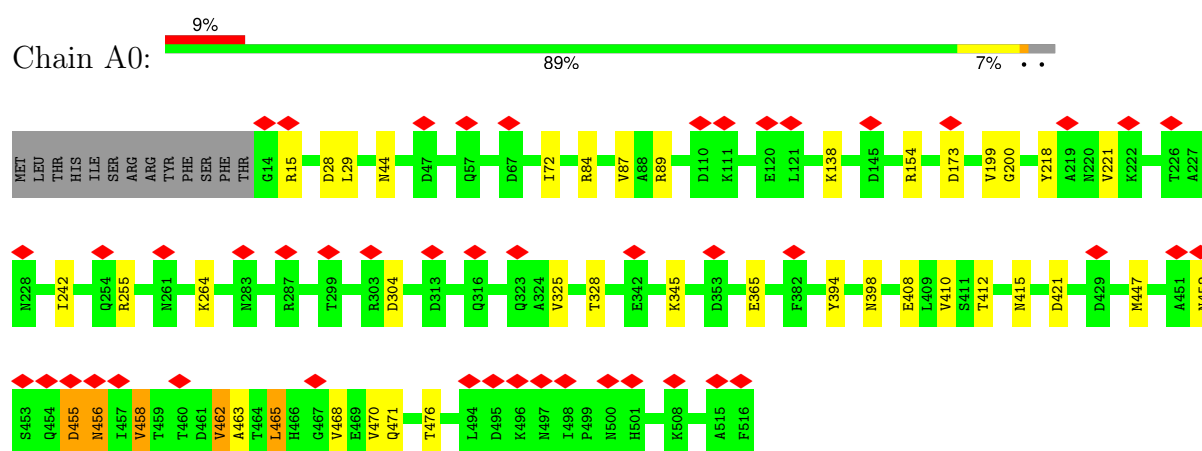 9%
Chain A0:
89% 7% • •
MET LEU THR HIS ILE SER ARG ARG TYR PHE SER PHE THR G14 R15 D28 L29 N44 D47 Q57 D67 I72 R84 V87 A88 R89 D110 K111 E120 L121 K138 D145 R154 D173 V199 G200 Y218 A219 N220 V221 K222 T226 A227
N228 I242 Q254 R255 N261 K264 N283 R287 T299 R303 D304 D313 Q316 Q323 A324 V325 T328 E342 K345 D353 E365 F382 Y394 N398 E408 L409 V410 S411 T412 N415 D421 D429 M447 A451
S453 Q454 D455 N456 I457 V458 T459 T460 D461 V462 A463 T464 L465 H466 G467 V468 E469 V470 Q471 T476 L494 D495 K496 N497 I498 P499 N500 H501 K508 A515 F516